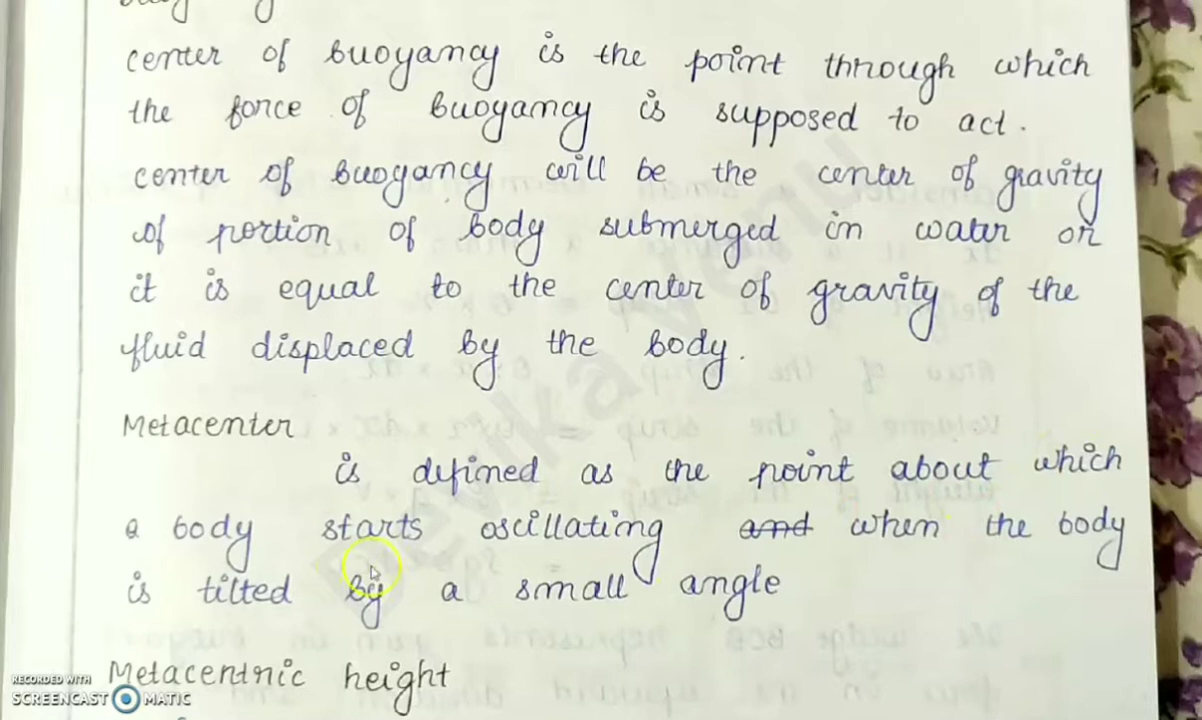 center of buoyancy is the point through which
the force of buoyancy is supposed to act.
center of buoyancy will be the center of gravity
of portion of body submerged in water or
it is equal to the center of gravity of the
fluid displaced by the body.
Metacenter
is defined as the point about which
a body starts oscillating and when the body
is tilted by a small angle
Metacentric height
RECORDED WITH
SCREENCAST MATIC
Devika Venu